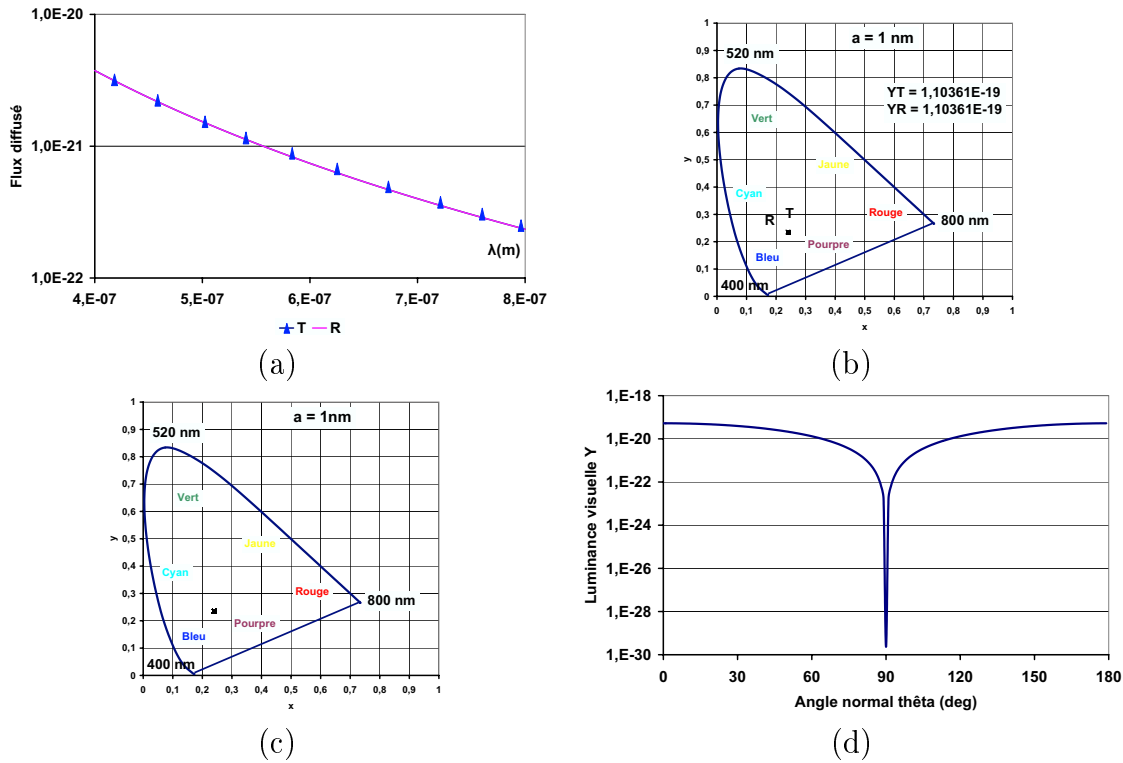 1,0E-20
1,0E-21
1,0E-22
Flux diffusé
4,E-07 5,E-07 6,E-07 7,E-07 8,E-07
λ(m)
T R
(a)
a = 1 nm
520 nm
YT = 1,10361E-19
YR = 1,10361E-19
Vert
Jaune
Cyan
R T
Rouge
800 nm
Pourpre
Bleu
400 nm
1
0,9
0,8
0,7
0,6
0,5
0,4
0,3
0,2
0,1
0
y
0 0,1 0,2 0,3 0,4 0,5 0,6 0,7 0,8 0,9 1
x
(b)
a = 1nm
520 nm
Vert
Jaune
Cyan
Rouge
800 nm
Pourpre
Bleu
400 nm
1
0,9
0,8
0,7
0,6
0,5
0,4
0,3
0,2
0,1
0
y
0 0,1 0,2 0,3 0,4 0,5 0,6 0,7 0,8 0,9 1
x
(c)
1,E-18
1,E-20
1,E-22
1,E-24
1,E-26
1,E-28
1,E-30
Luminance visuelle Y
0 30 60 90 120 150 180
Angle normal thêta (deg)
(d)